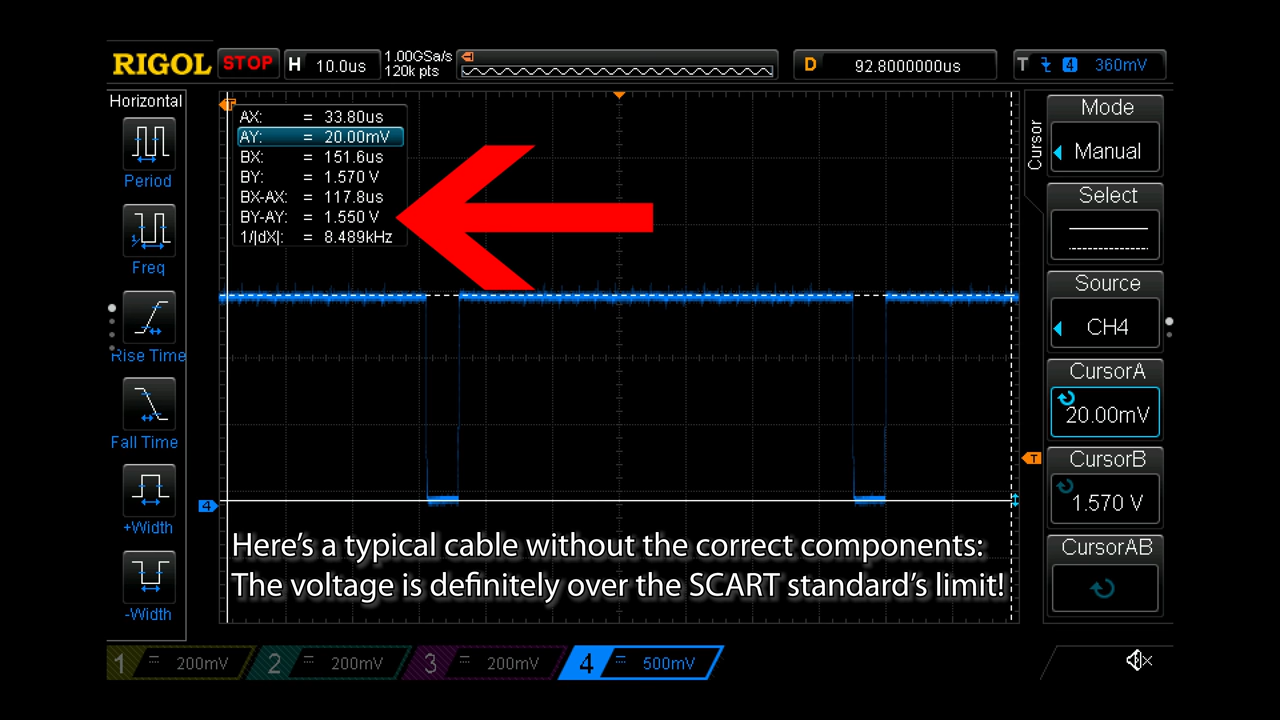 RIGOL STOP H 10.0us 1.00GSa/s
120k pts
D 92.8000000us T 4 360mV
Horizontal
Period
Freq
Rise Time
Fall Time
+Width
-Width
T
AX: = 33.80us
AY: = 20.00mV
BX: = 151.6us
BY: = 1.570 V
BX-AX: = 117.8us
BY-AY: = 1.550 V
1/|dX|: = 8.489kHz
4
T
Here's a typical cable without the correct components:
The voltage is definitely over the SCART standard's limit!
Cursor
Mode
Manual
Select
Source
CH4
CursorA
20.00mV
CursorB
1.570 V
CursorAB
1 200mV 2 200mV 3 200mV 4 500mV